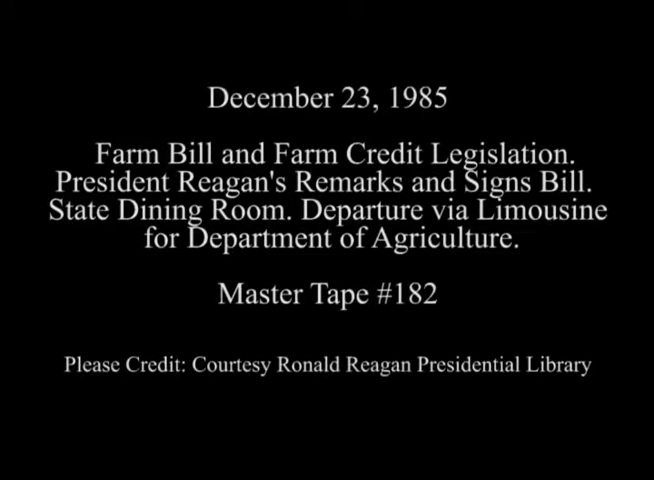 December 23, 1985
Farm Bill and Farm Credit Legislation.
President Reagan's Remarks and Signs Bill.
State Dining Room. Departure via Limousine
for Department of Agriculture.
Master Tape #182
Please Credit: Courtesy Ronald Reagan Presidential Library